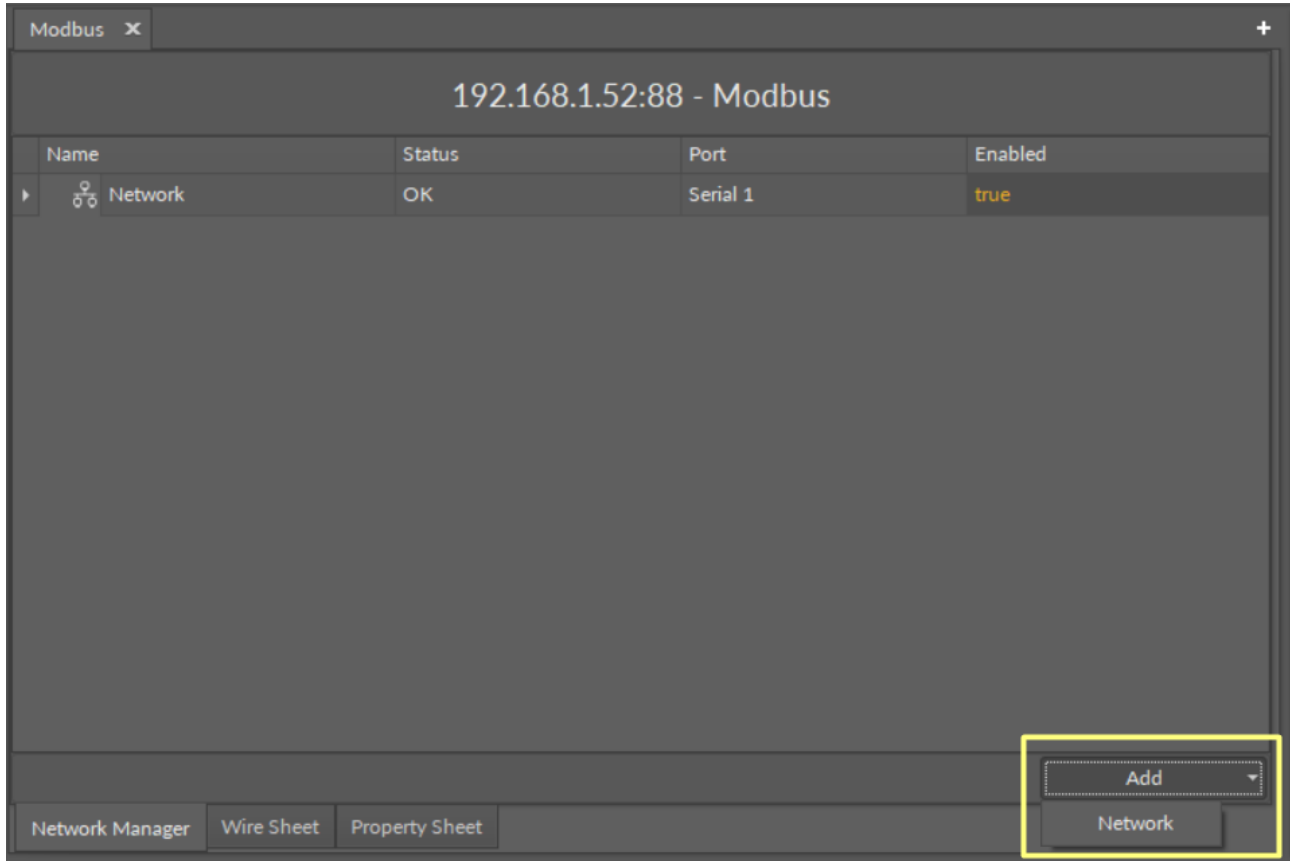 Modbus
192.168.1.52:88 - Modbus
Name Status Port Enabled
Network OK Serial 1 true
Add
Network Manager Wire Sheet Property Sheet Network